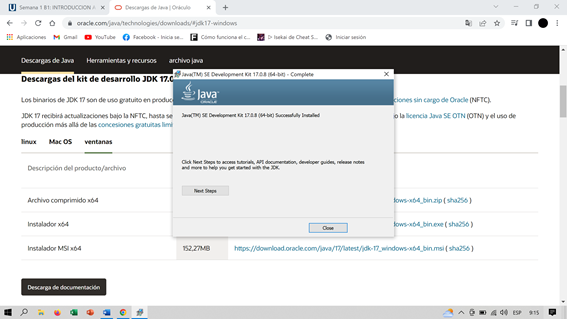 Semana 1 B1: INTRODUCCION A
Descargas de Java | Oráculo
oracle.com/java/technologies/downloads/#jdk17-windows
Aplicaciones
Gmail
YouTube
Facebook - Inicia se...
Cómo funciona el c...
Isekai de Cheat S...
Iniciar sesión
Descargas de Java
Herramientas y recursos
archivo java
Descargas del kit de desarrollo JDK 17.0
Los binarios de JDK 17 son de uso gratuito en produc
ciones sin cargo de Oracle (NFTC).
JDK 17 recibirá actualizaciones bajo la NFTC, hasta se
o la licencia Java SE OTN (OTN) y el uso de
producción más allá de las concesiones gratuitas limi
linux
Mac OS
ventanas
Descripción del producto/archivo
Archivo comprimido x64
dows-x64_bin.zip ( sha256 )
Instalador x64
dows-x64_bin.exe ( sha256 )
Instalador MSI x64
152,27MB
https://download.oracle.com/java/17/latest/jdk-17_windows-x64_bin.msi ( sha256 )
Descarga de documentación
Java(TM) SE Development Kit 17.0.8 (64-bit) - Complete
Java
ORACLE
Java(TM) SE Development Kit 17.0.8 (64-bit) Successfully Installed
Click Next Steps to access tutorials, API documentation, developer guides, release notes
and more to help you get started with the JDK.
Next Steps
Close
ESP
9:15